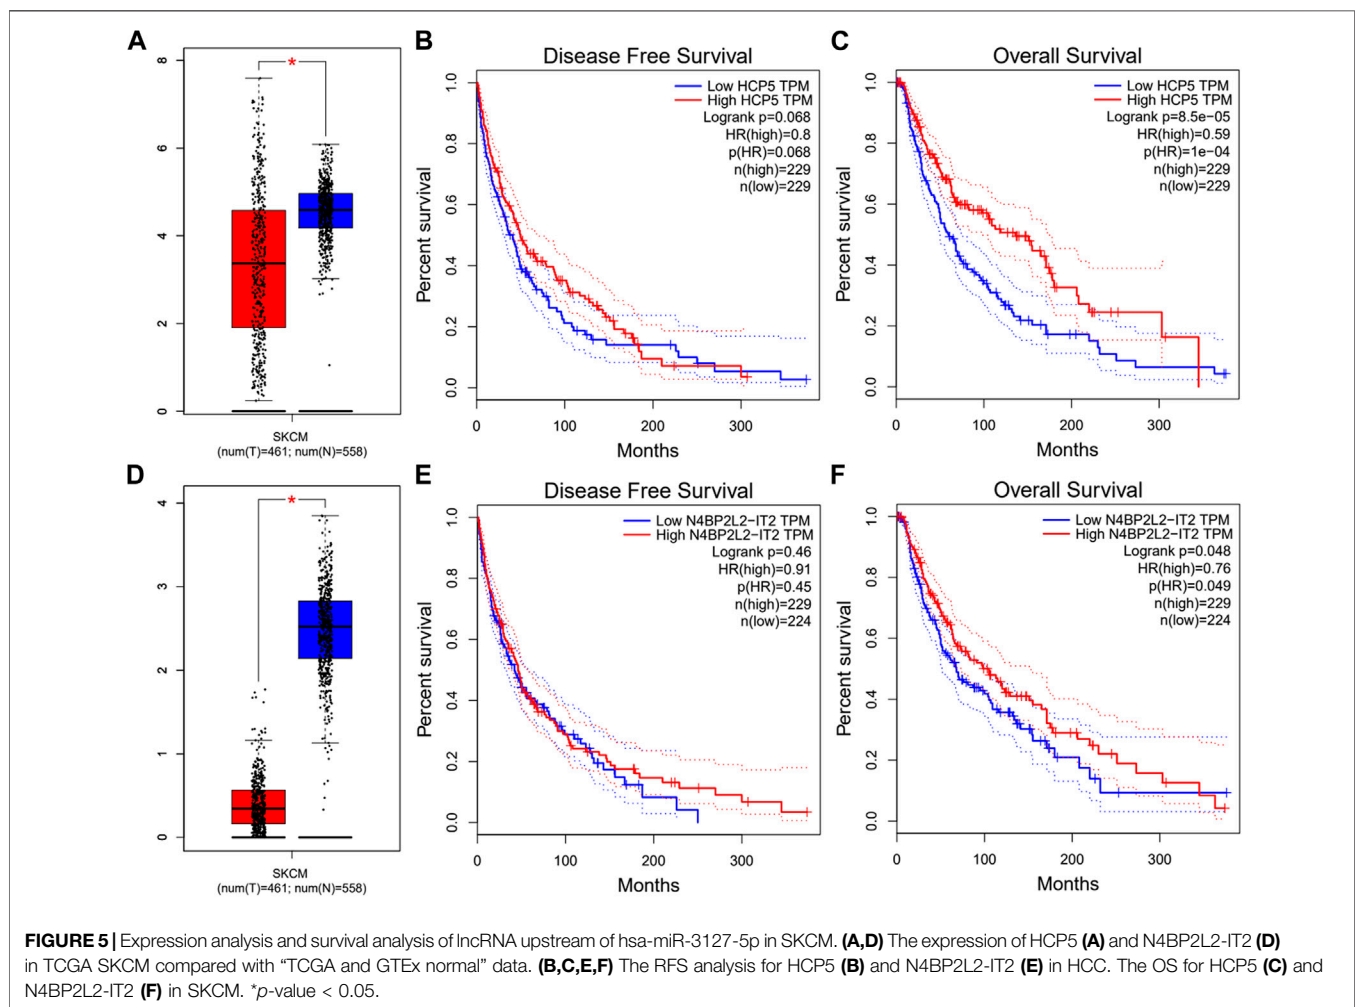 A
8
6
4
2
0
*
SKCM
(num(T)=461; num(N)=558)
B
Disease Free Survival
Low HCP5 TPM
High HCP5 TPM
Logrank p=0.068
HR(high)=0.8
p(HR)=0.068
n(high)=229
n(low)=229
Percent survival
1.0
0.8
0.6
0.4
0.2
0.0
0 100 200 300
Months
C
Overall Survival
Low HCP5 TPM
High HCP5 TPM
Logrank p=8.5e−05
HR(high)=0.59
p(HR)=1e−04
n(high)=229
n(low)=229
Percent survival
1.0
0.8
0.6
0.4
0.2
0.0
0 100 200 300
Months
D
4
3
2
1
0
*
SKCM
(num(T)=461; num(N)=558)
E
Disease Free Survival
Low N4BP2L2−IT2 TPM
High N4BP2L2−IT2 TPM
Logrank p=0.46
HR(high)=0.91
p(HR)=0.45
n(high)=229
n(low)=224
Percent survival
1.0
0.8
0.6
0.4
0.2
0.0
0 100 200 300
Months
F
Overall Survival
Low N4BP2L2−IT2 TPM
High N4BP2L2−IT2 TPM
Logrank p=0.048
HR(high)=0.76
p(HR)=0.049
n(high)=229
n(low)=224
Percent survival
1.0
0.8
0.6
0.4
0.2
0.0
0 100 200 300
Months
FIGURE 5 | Expression analysis and survival analysis of lncRNA upstream of hsa-miR-3127-5p in SKCM. (A,D) The expression of HCP5 (A) and N4BP2L2-IT2 (D)
in TCGA SKCM compared with “TCGA and GTEx normal” data. (B,C,E,F) The RFS analysis for HCP5 (B) and N4BP2L2-IT2 (E) in HCC. The OS for HCP5 (C) and
N4BP2L2-IT2 (F) in SKCM. *p-value < 0.05.